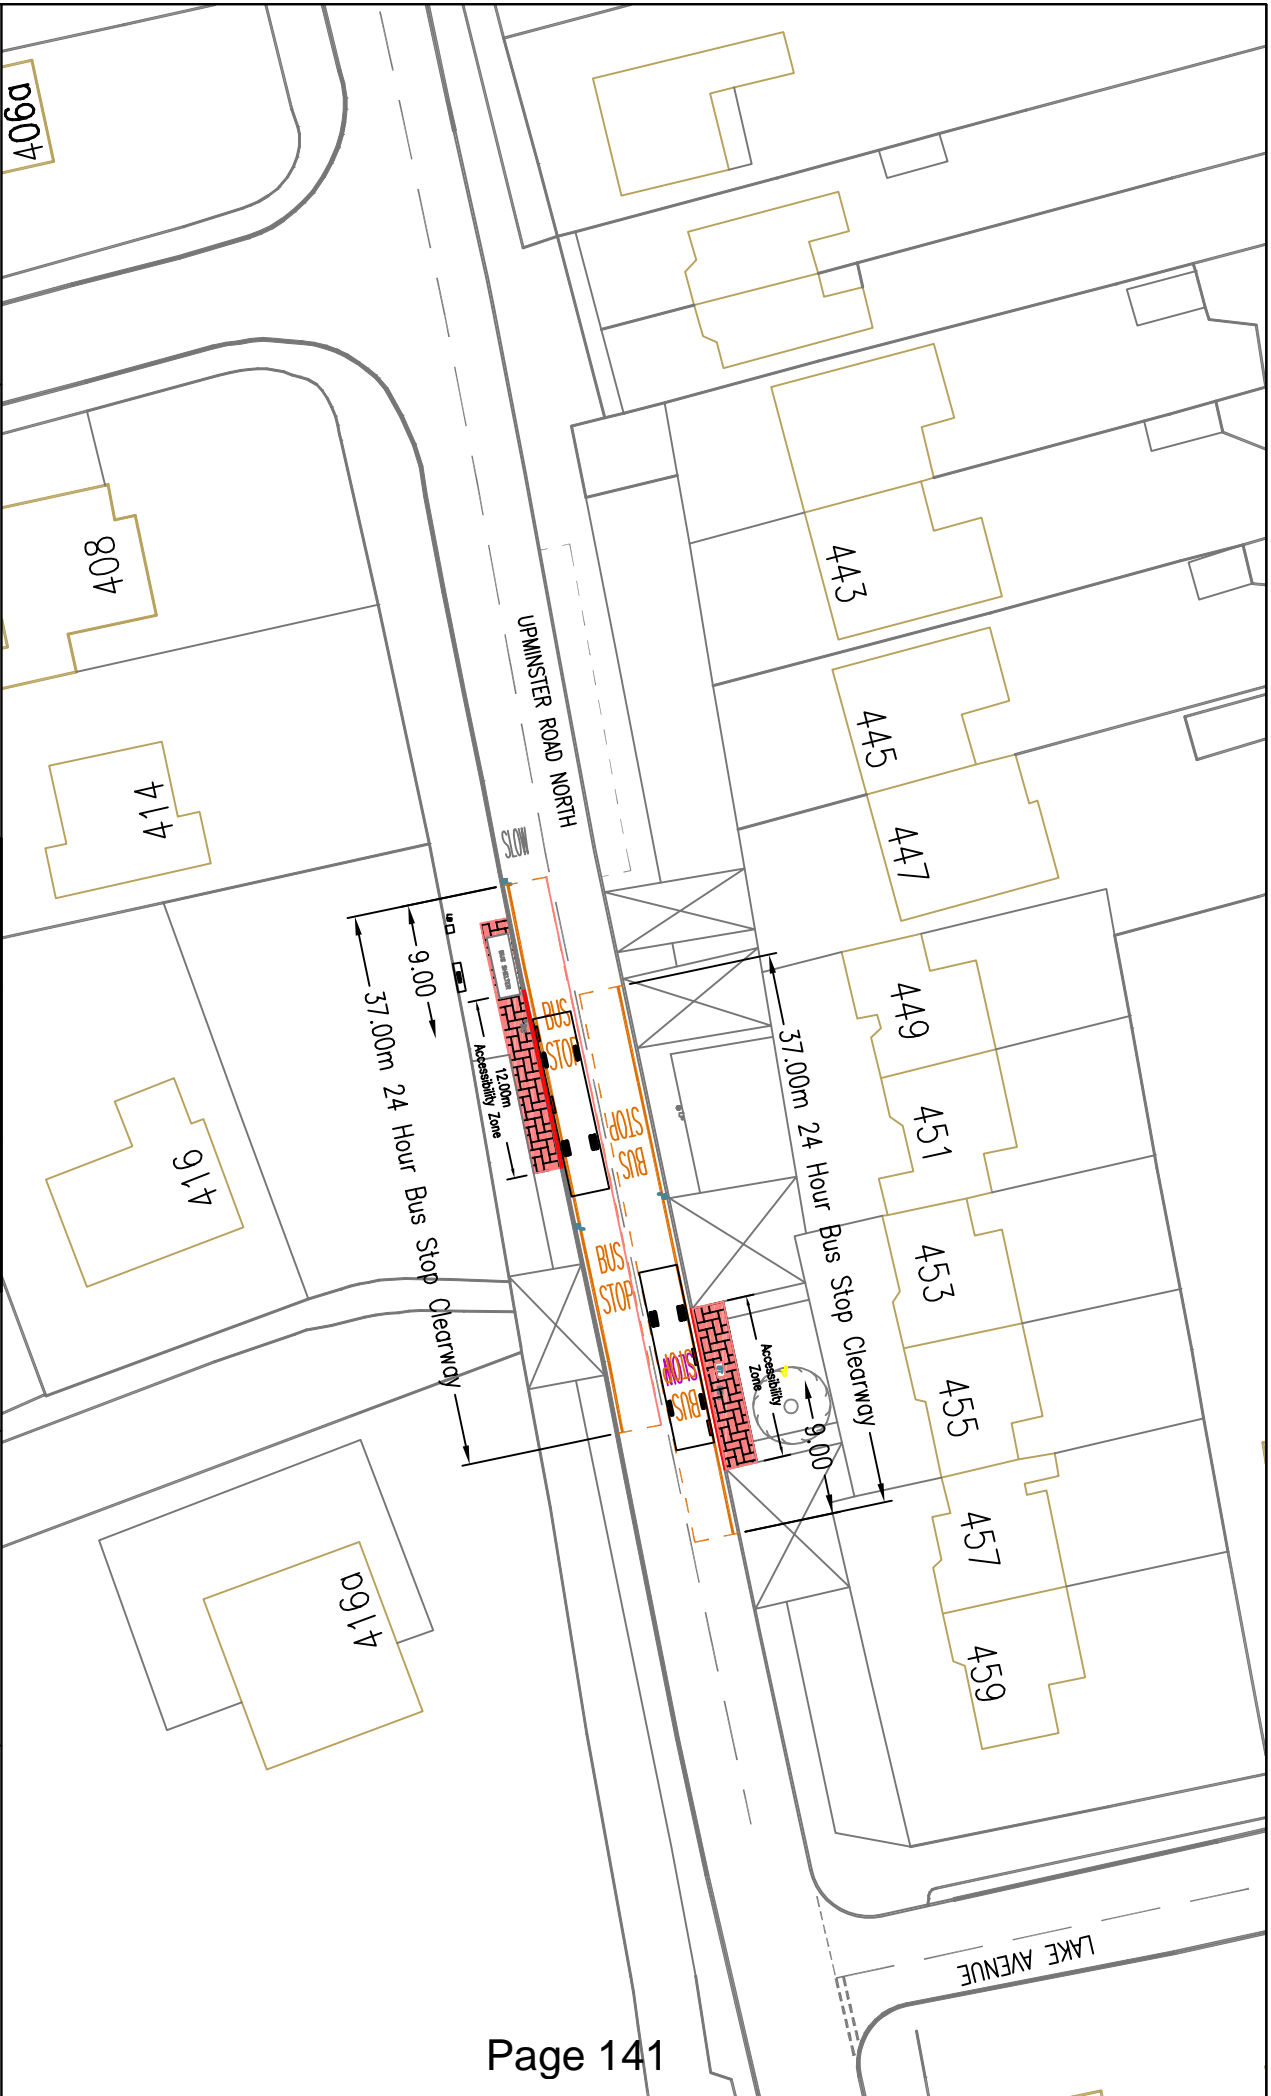 406a
408
443
UPMINSTER ROAD NORTH
445
414
447
SLOW
449
9.00
BUS SHELTER
37.00m 24 Hour Bus Stop Clearway
BUS
STOP
12.00m
Accessibility Zone
37.00m 24 Hour Bus Stop Clearway
STOP
BUS
451
416
453
BUS
STOP
Accessibility
Zone
STOP
BUS
455
9.00
457
416a
459
LAKE AVENUE
Page 141